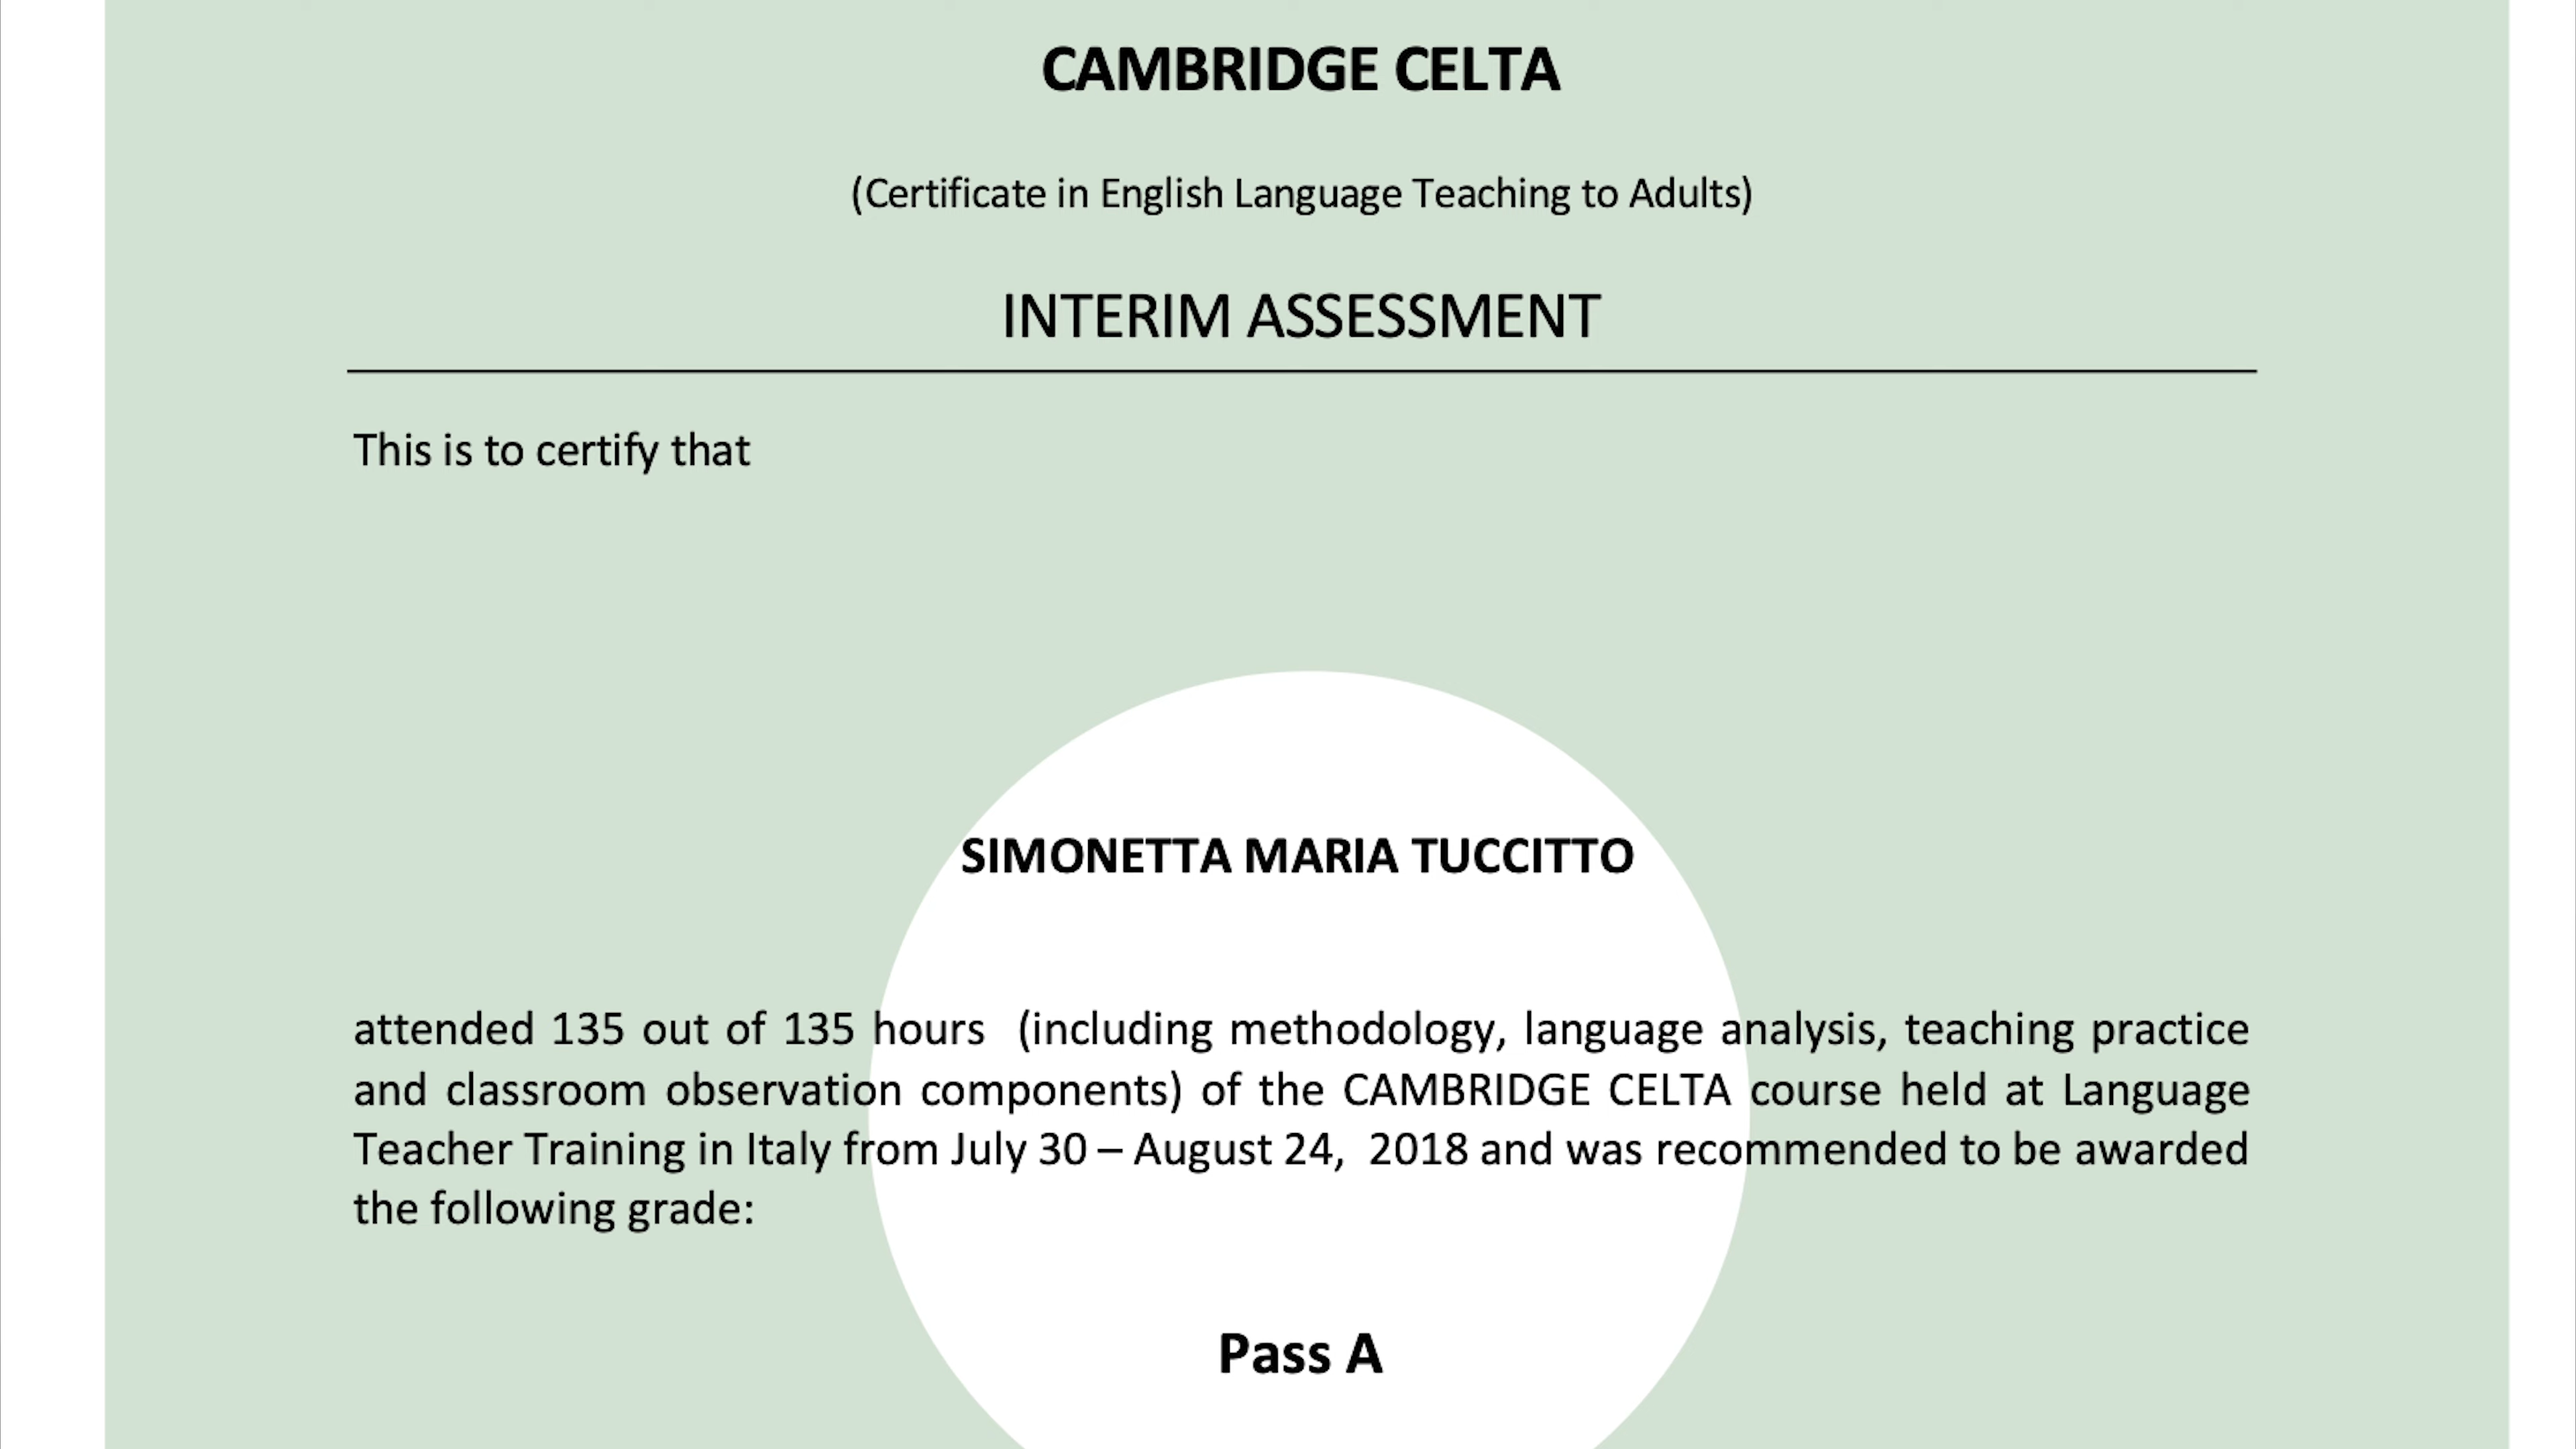 CAMBRIDGE CELTA
(Certificate in English Language Teaching to Adults)
INTERIM ASSESSMENT
This is to certify that
SIMONETTA MARIA TUCCITTO
attended 135 out of 135 hours  (including methodology, language analysis, teaching practice
and classroom observation components) of the CAMBRIDGE CELTA course held at Language
Teacher Training in Italy from July 30 – August 24,  2018 and was recommended to be awarded
the following grade:
Pass A